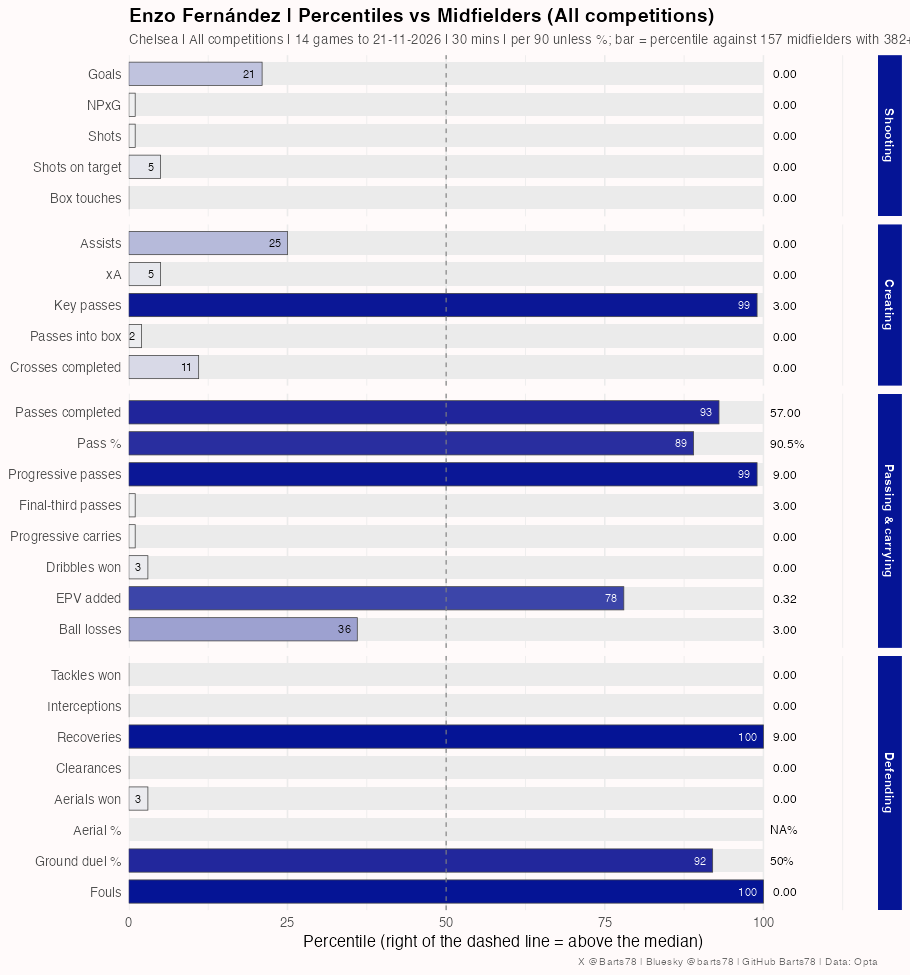 Enzo Fernández | Percentiles vs Midfielders (All competitions)
Chelsea | All competitions | 14 games to 21-11-2026 | 30 mins | per 90 unless %; bar = percentile against 157 midfielders with 382+
Shooting
Goals 21 0.00
NPxG 0.00
Shots 0.00
Shots on target 5 0.00
Box touches 0.00
Creating
Assists 25 0.00
xA 5 0.00
Key passes 99 3.00
Passes into box 2 0.00
Crosses completed 11 0.00
Passing & carrying
Passes completed 93 57.00
Pass % 89 90.5%
Progressive passes 99 9.00
Final-third passes 3.00
Progressive carries 0.00
Dribbles won 3 0.00
EPV added 78 0.32
Ball losses 36 3.00
Defending
Tackles won 0.00
Interceptions 0.00
Recoveries 100 9.00
Clearances 0.00
Aerials won 3 0.00
Aerial % NA%
Ground duel % 92 50%
Fouls 100 0.00
0 25 50 75 100
Percentile (right of the dashed line = above the median)
X @Barts78 | Bluesky @barts78 | GitHub Barts78 | Data: Opta